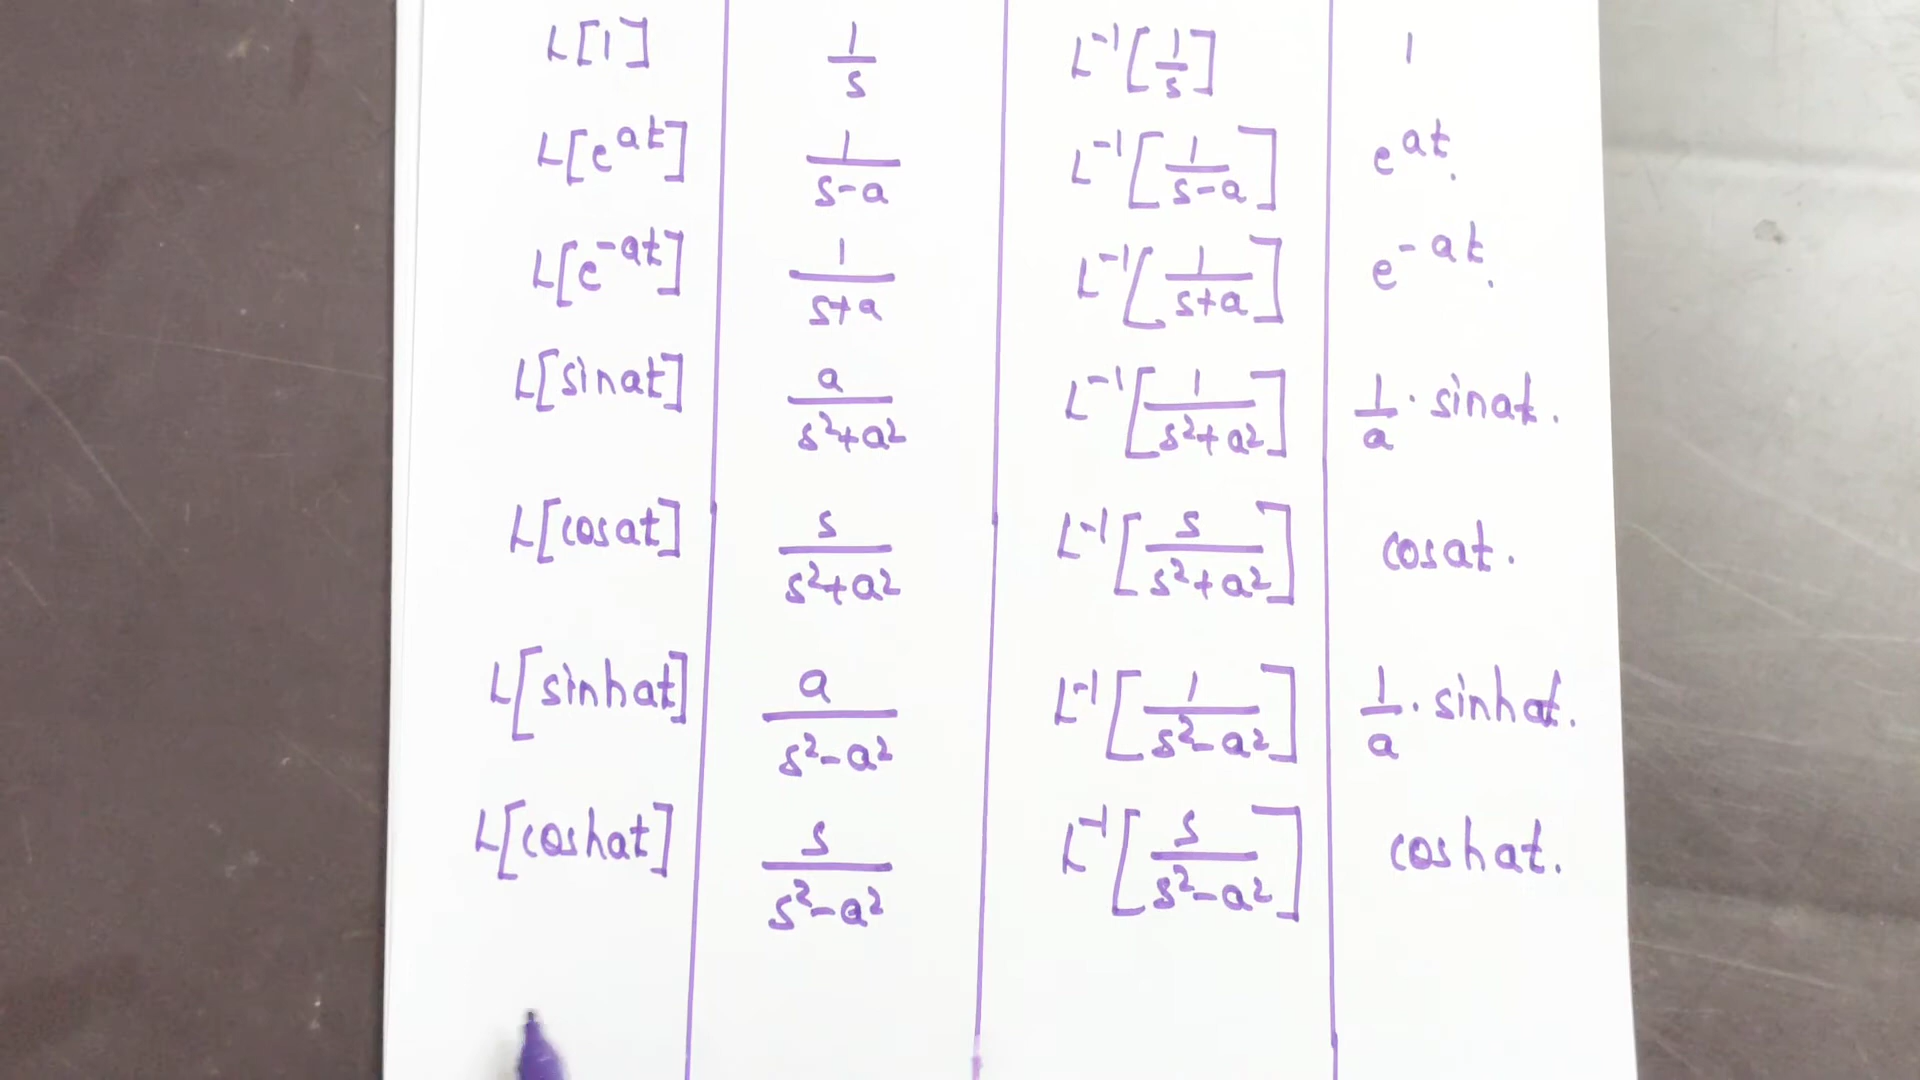 L[1] 1/s L⁻¹[1/s] 1
L[e^at] 1/(s-a) L⁻¹[1/(s-a)] e^at.
L[e^-at] 1/(s+a) L⁻¹[1/(s+a)] e^-at.
L[sinat] a/(s²+a²) L⁻¹[1/(s²+a²)] 1/a · sinat.
L[cosat] s/(s²+a²) L⁻¹[s/(s²+a²)] cosat.
L[sinhat] a/(s²-a²) L⁻¹[1/(s²-a²)] 1/a · sinhat.
L[coshat] s/(s²-a²) L⁻¹[s/(s²-a²)] coshat.